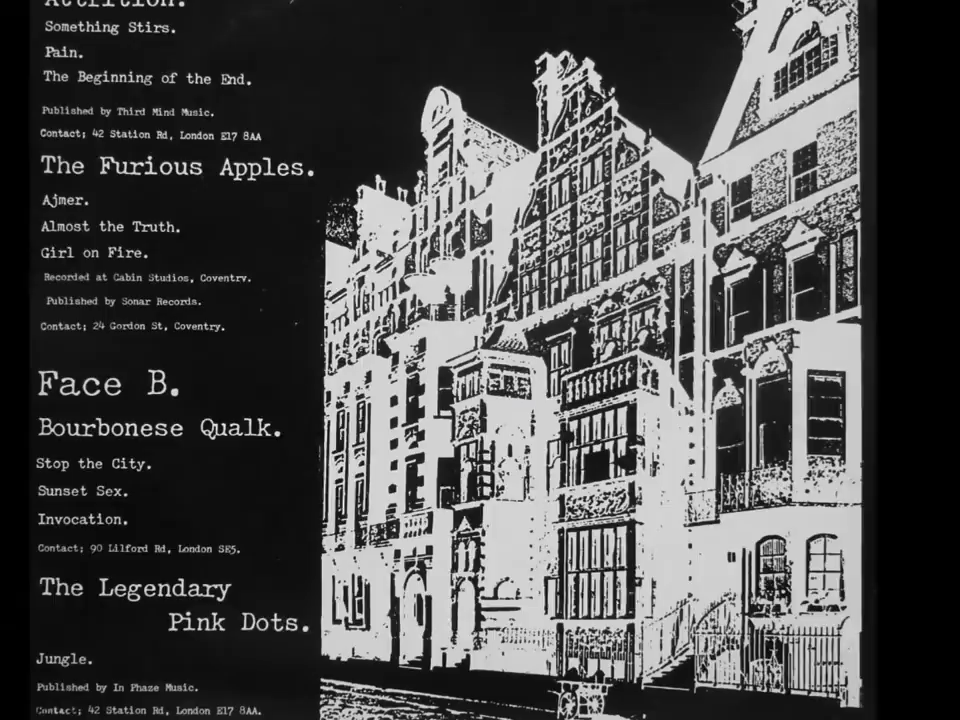 Attrition.
Something Stirs.
Pain.
The Beginning of the End.
Published by Third Mind Music.
Contact; 42 Station Rd, London E17 8AA
The Furious Apples.
Ajmer.
Almost the Truth.
Girl on Fire.
Recorded at Cabin Studios, Coventry.
Published by Sonar Records.
Contact; 24 Gordon St, Coventry.
Face B.
Bourbonese Qualk.
Stop the City.
Sunset Sex.
Invocation.
Contact; 90 Lilford Rd, London SE5.
The Legendary
Pink Dots.
Jungle.
Published by In Phaze Music.
Contact; 42 Station Rd, London E17 8AA.